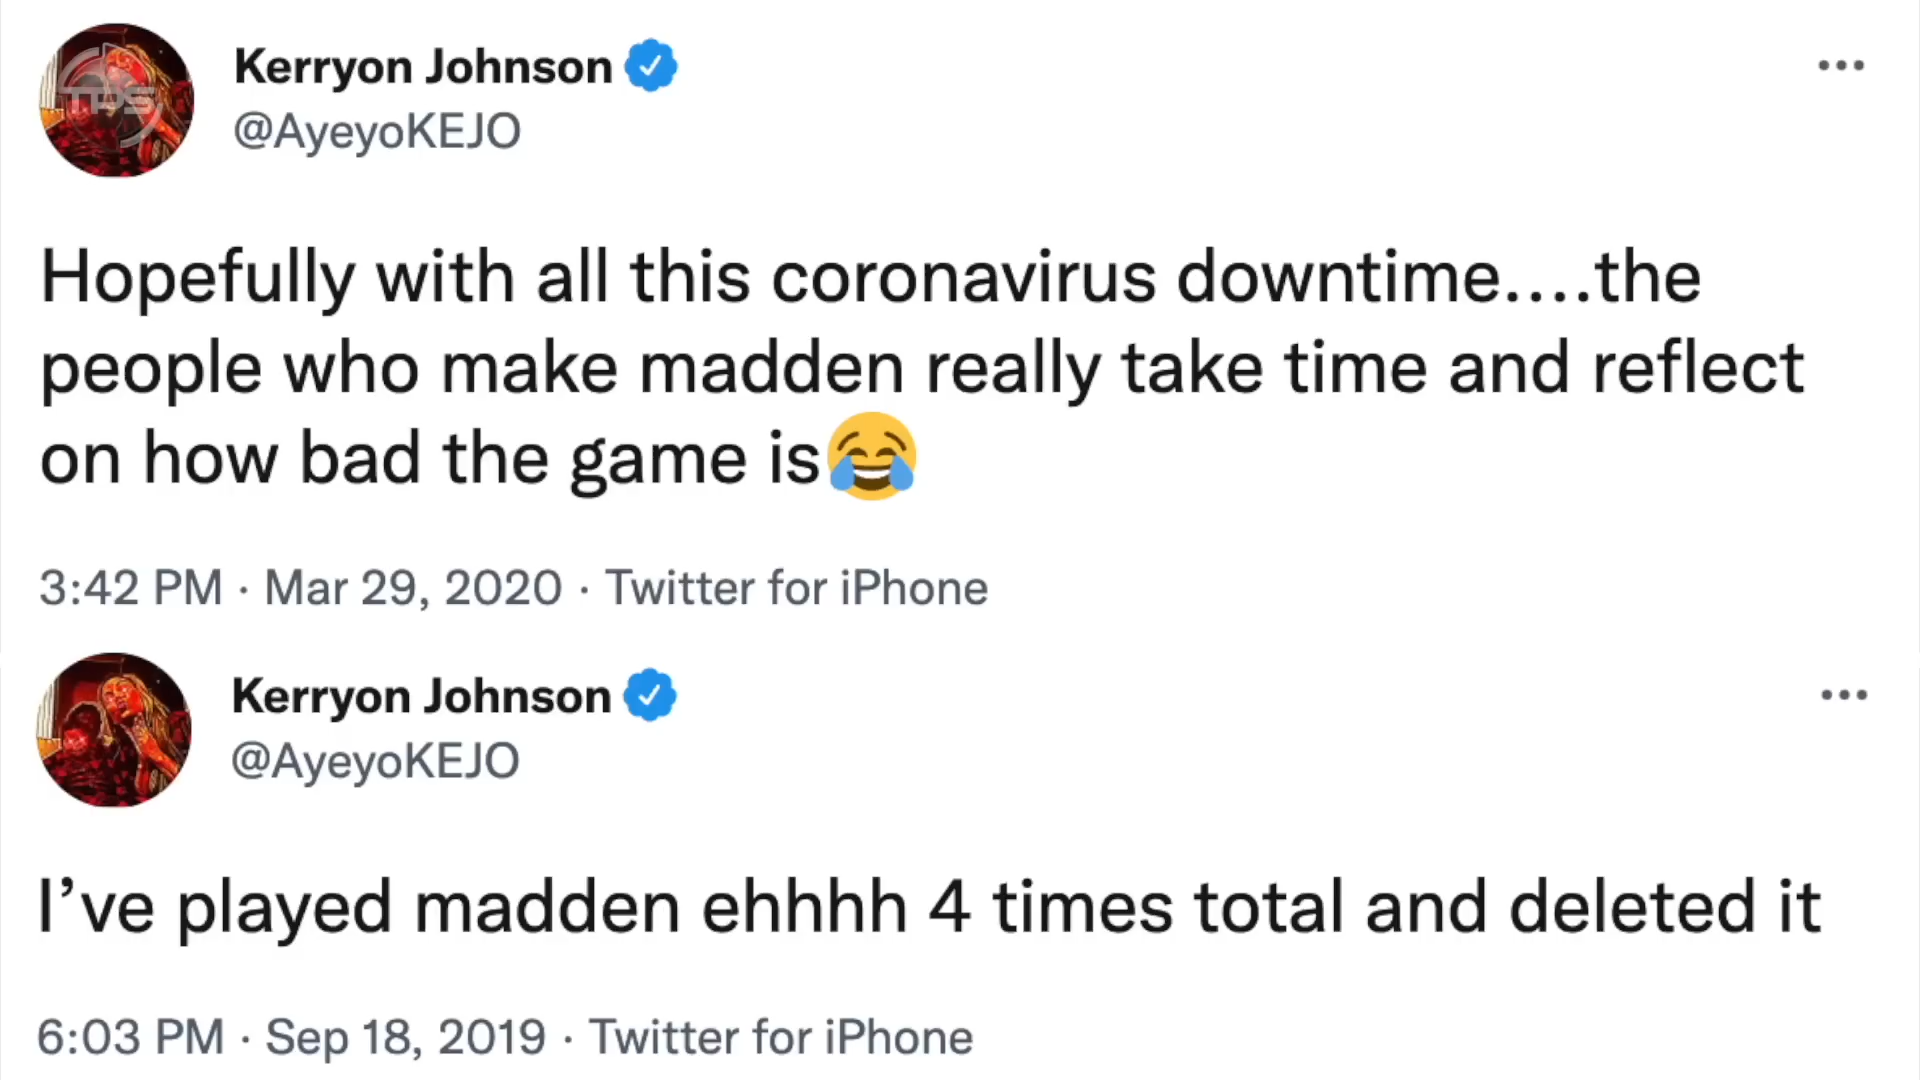 TPS
Kerryon Johnson
@AyeyoKEJO
Hopefully with all this coronavirus downtime....the
people who make madden really take time and reflect
on how bad the game is😂
3:42 PM · Mar 29, 2020 · Twitter for iPhone
Kerryon Johnson
@AyeyoKEJO
I’ve played madden ehhhh 4 times total and deleted it
6:03 PM · Sep 18, 2019 · Twitter for iPhone